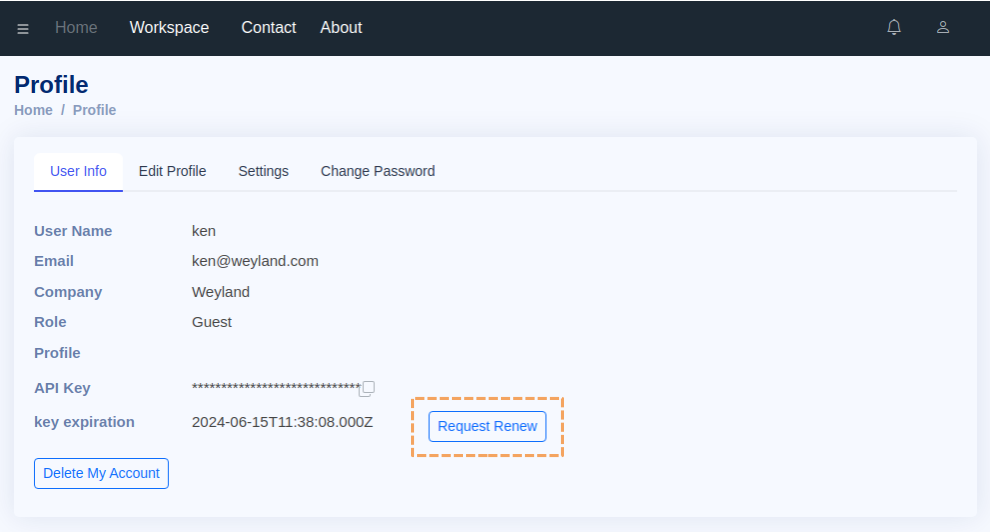 Home Workspace Contact About
Profile
Home / Profile
User Info Edit Profile Settings Change Password
User Name ken
Email ken@weyland.com
Company Weyland
Role Guest
Profile
API Key *****************************
key expiration 2024-06-15T11:38:08.000Z Request Renew
Delete My Account